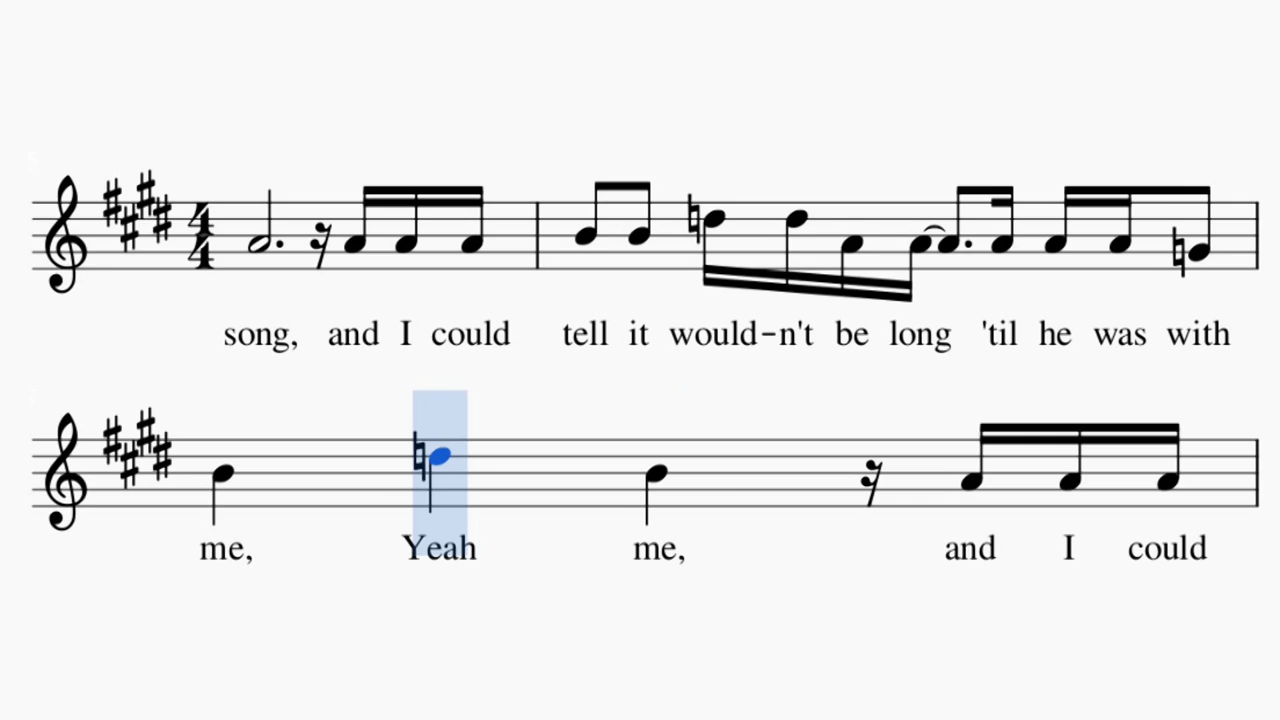 song, and I could tell it would-n't be long 'til he was with
me, Yeah me, and I could